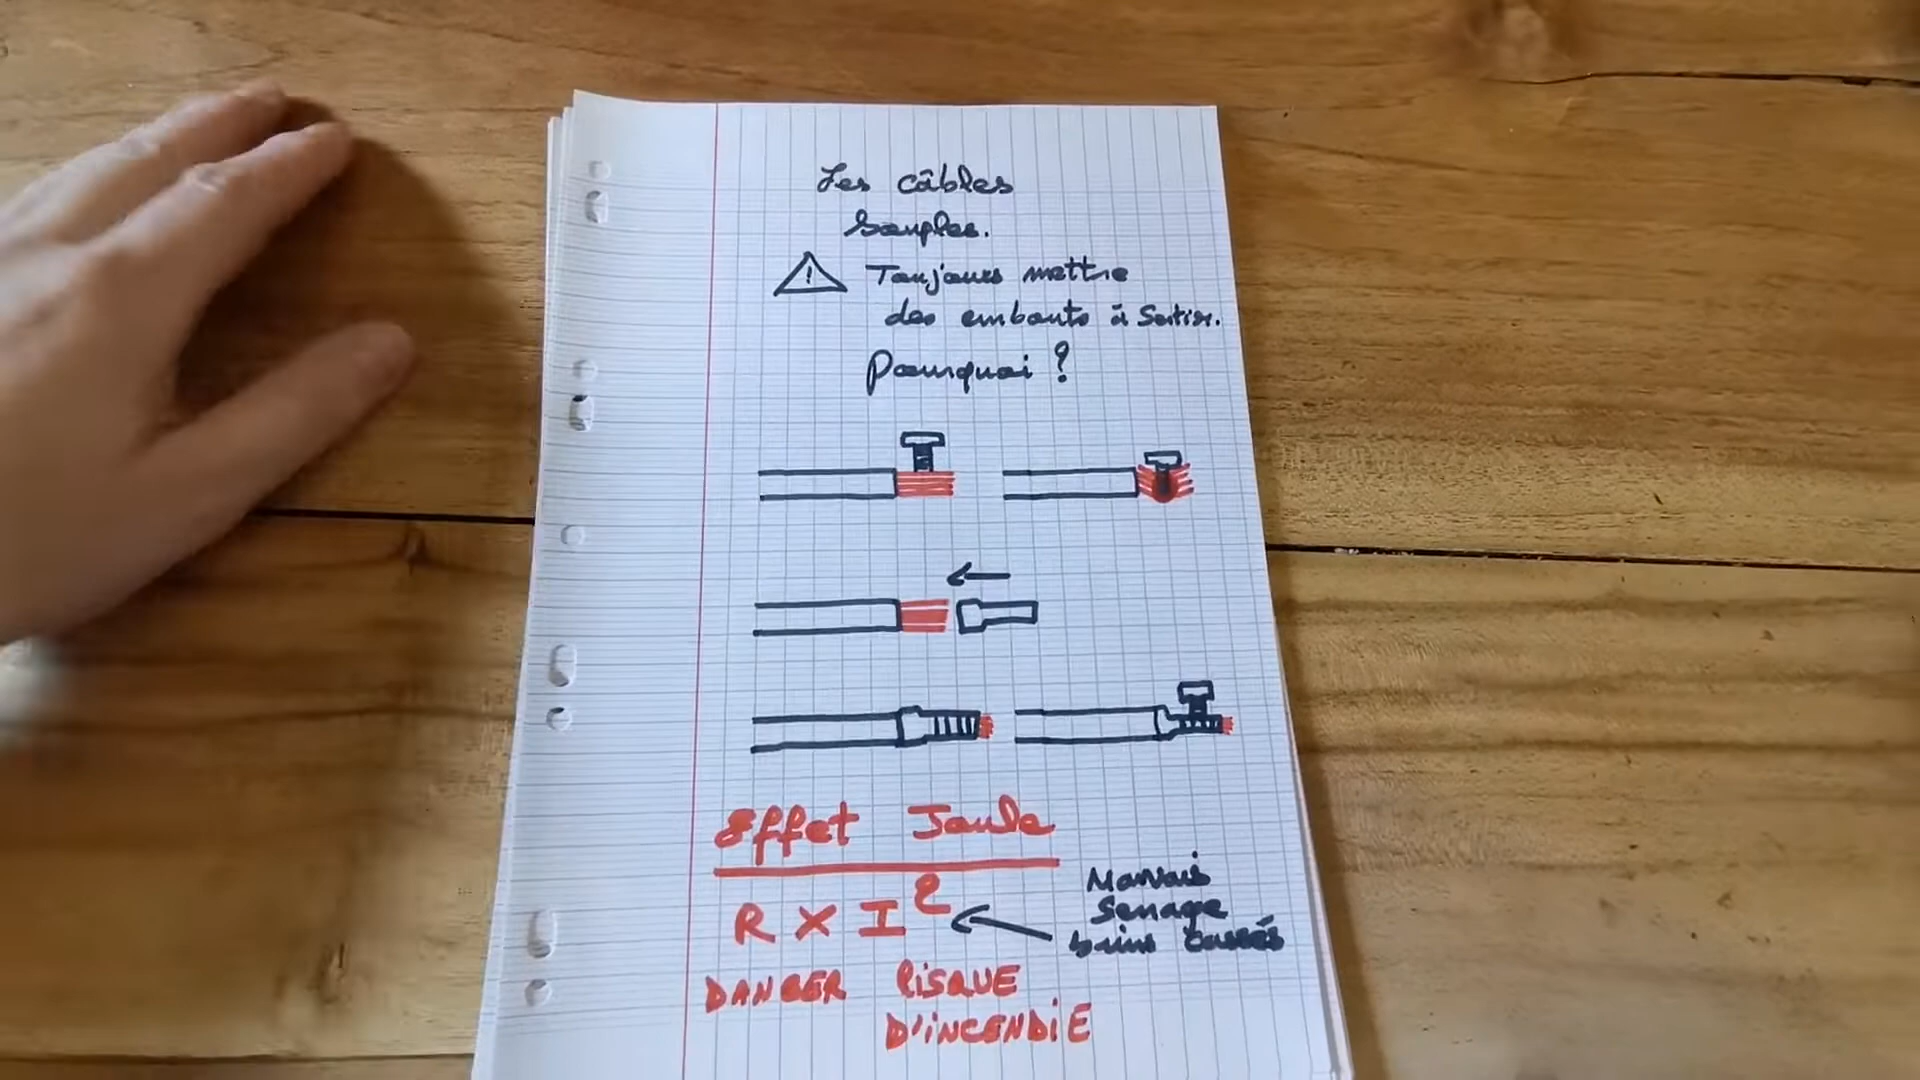 Les câbles
souples.
! Toujours mettre
des embouts à Sertir.
Pourquoi ?
Effet Joule
R X I²
Mauvais
Serrage
brins cassés
DANGER RISQUE
D'INCENDIE